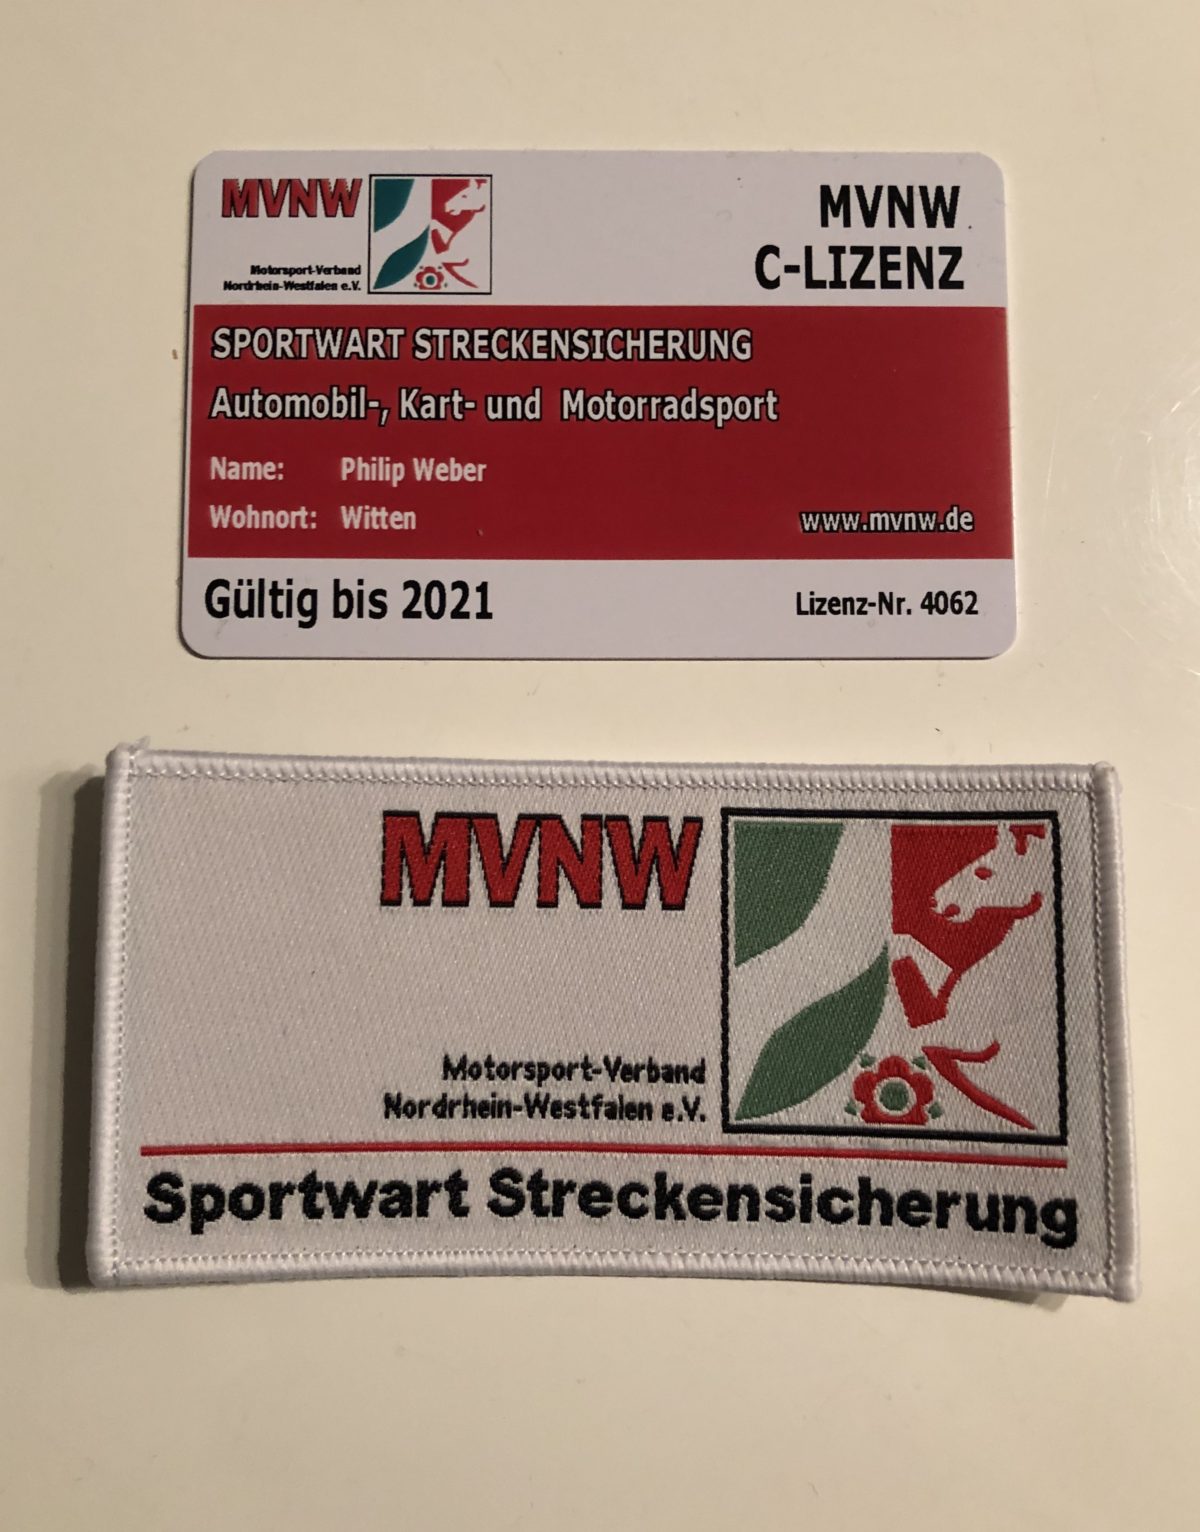 MVNW
Motorsport-Verband
Nordrhein-Westfalen e.V.
MVNW
C-LIZENZ
SPORTWART STRECKENSICHERUNG
Automobil-, Kart- und Motorradsport
Name: Philip Weber
Wohnort: Witten
www.mvnw.de
Gültig bis 2021
Lizenz-Nr. 4062
MVNW
Motorsport-Verband
Nordrhein-Westfalen e.V.
Sportwart Streckensicherung